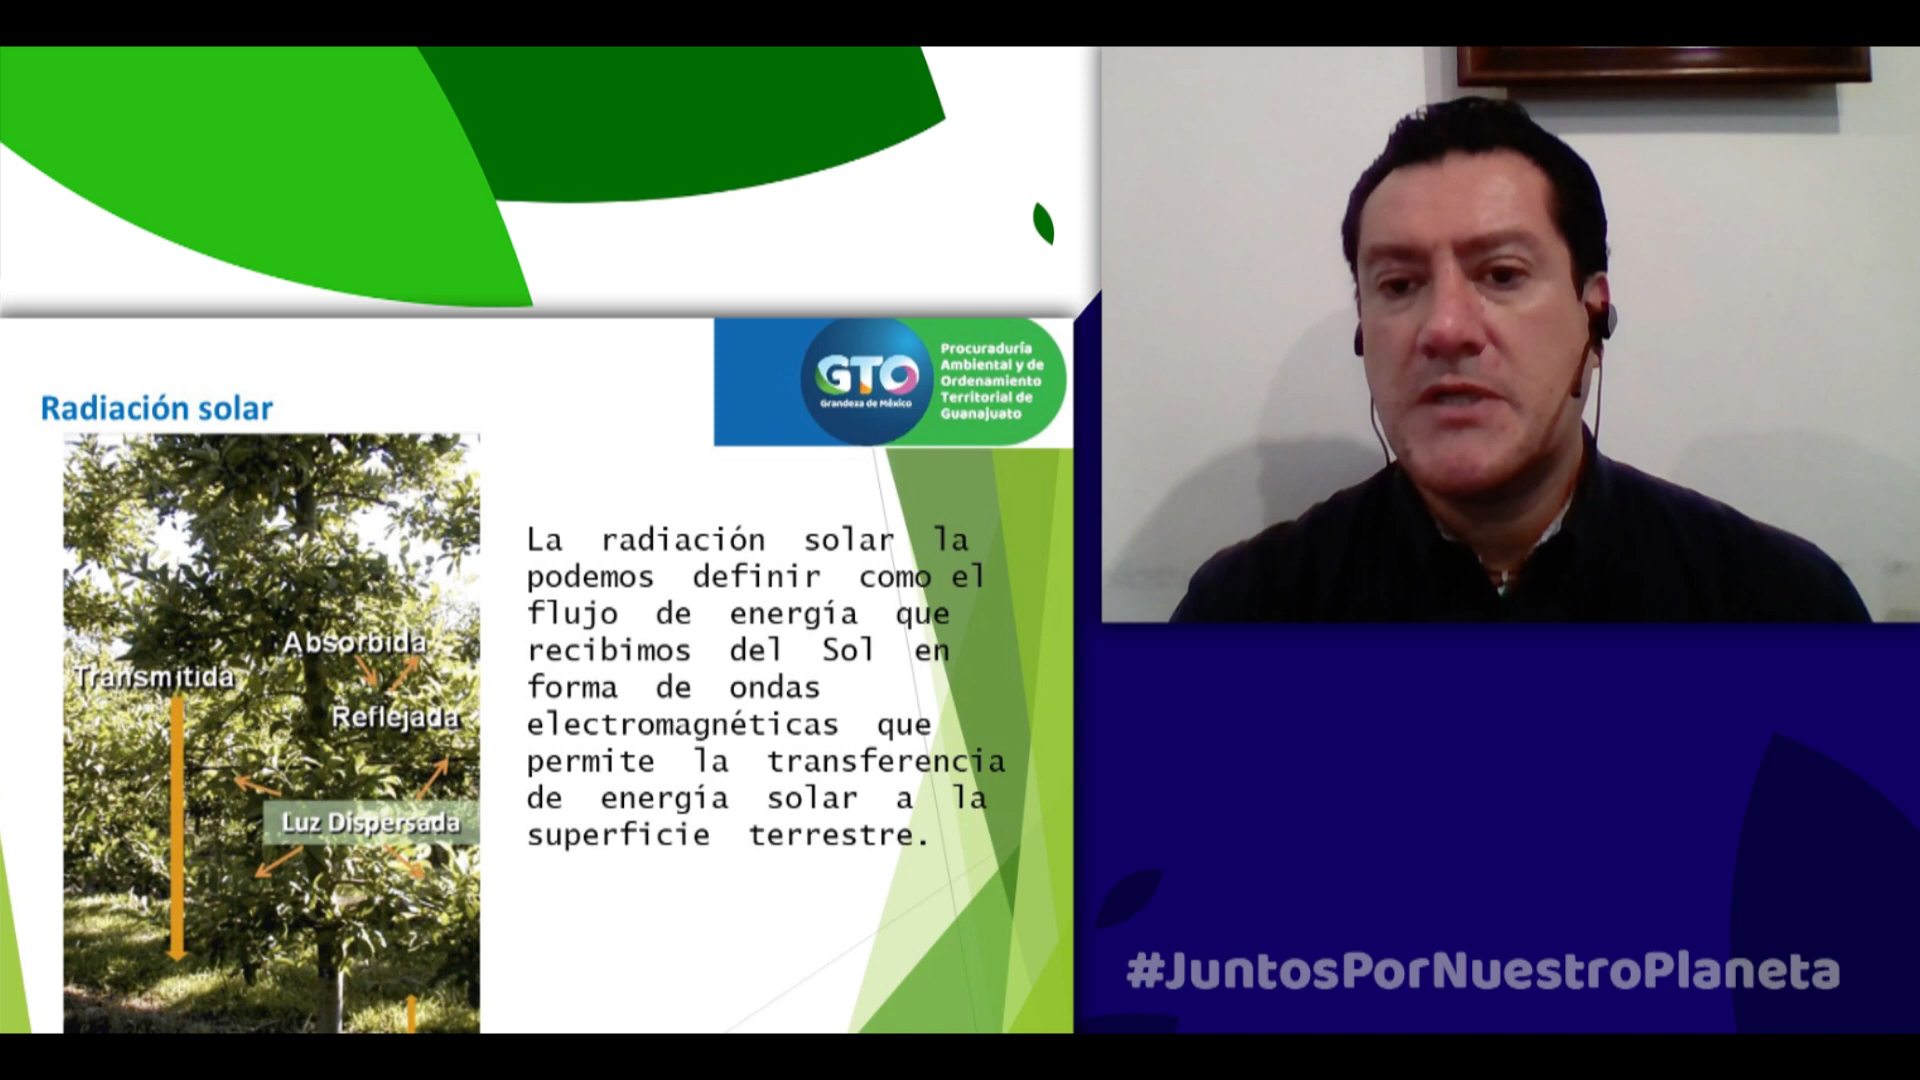 GTO
Grandeza de México
Procuraduría
Ambiental y de
Ordenamiento
Territorial de
Guanajuato
Radiación solar
Absorbida
Transmitida
Reflejada
Luz Dispersada
La radiación solar la
podemos definir como el
flujo de energía que
recibimos del Sol en
forma de ondas
electromagnéticas que
permite la transferencia
de energía solar a la
superficie terrestre.
#JuntosPorNuestroPlaneta